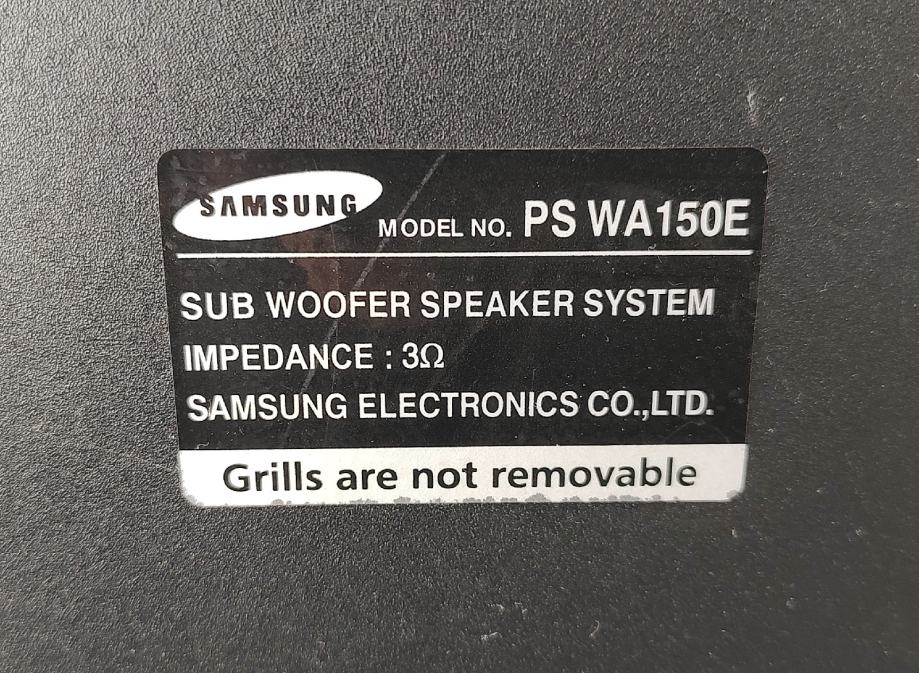 SAMSUNG MODEL NO. PS WA150E
SUB WOOFER SPEAKER SYSTEM
IMPEDANCE : 3Ω
SAMSUNG ELECTRONICS CO.,LTD.
Grills are not removable